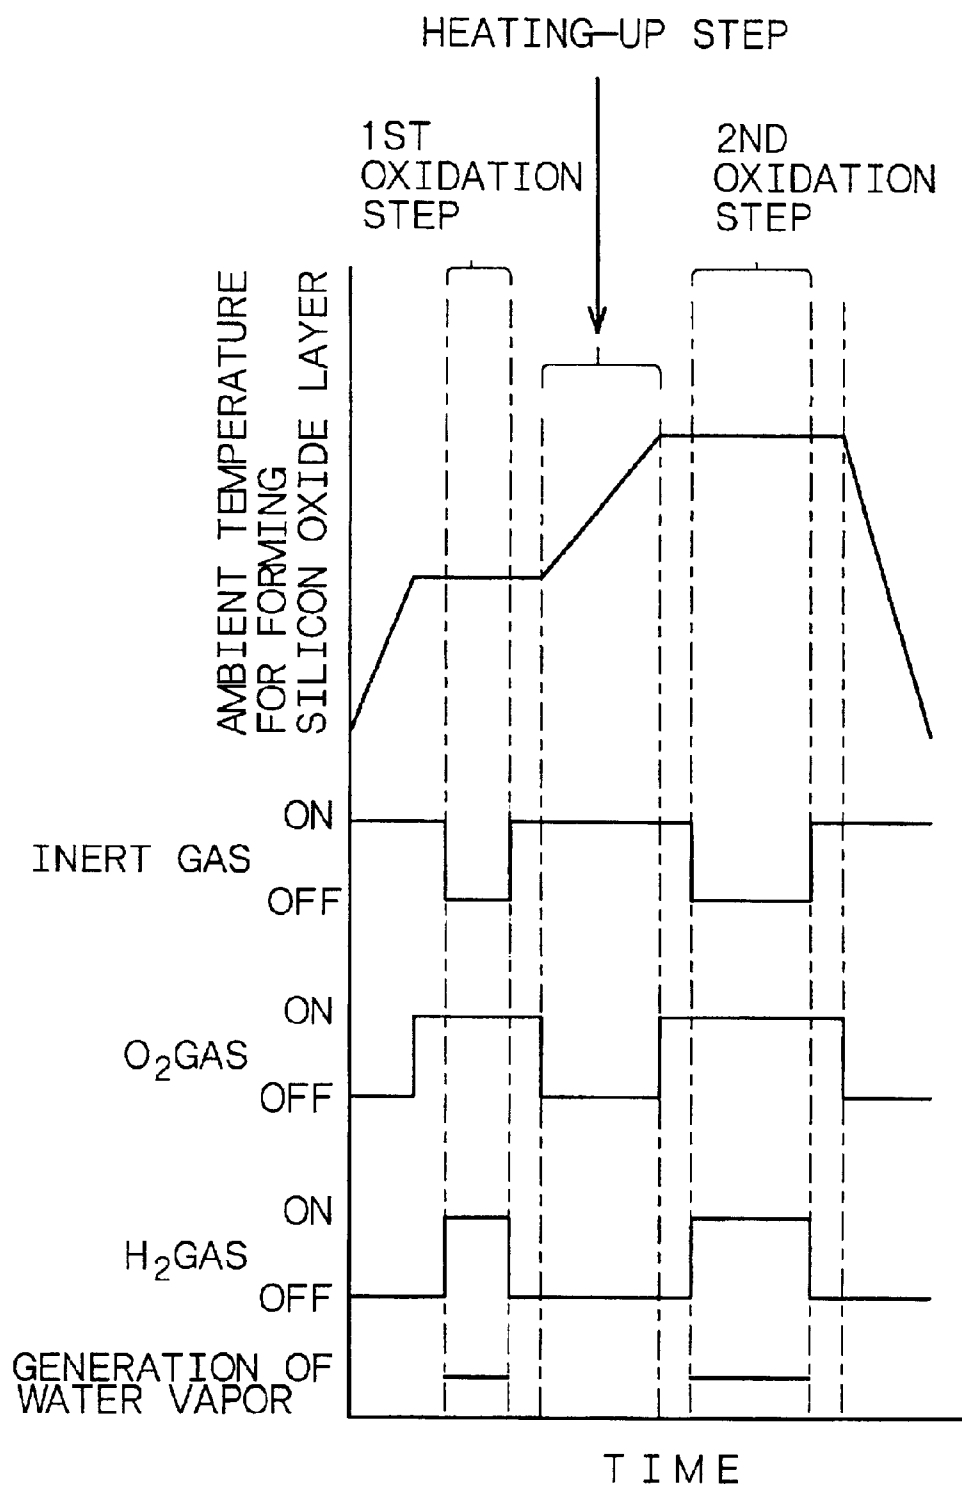 HEATING-UP STEP
1ST
OXIDATION
STEP
2ND
OXIDATION
STEP
AMBIENT TEMPERATURE
FOR FORMING
SILICON OXIDE LAYER
ON
INERT GAS
OFF
ON
O₂GAS
OFF
ON
H₂GAS
OFF
GENERATION OF
WATER VAPOR
TIME